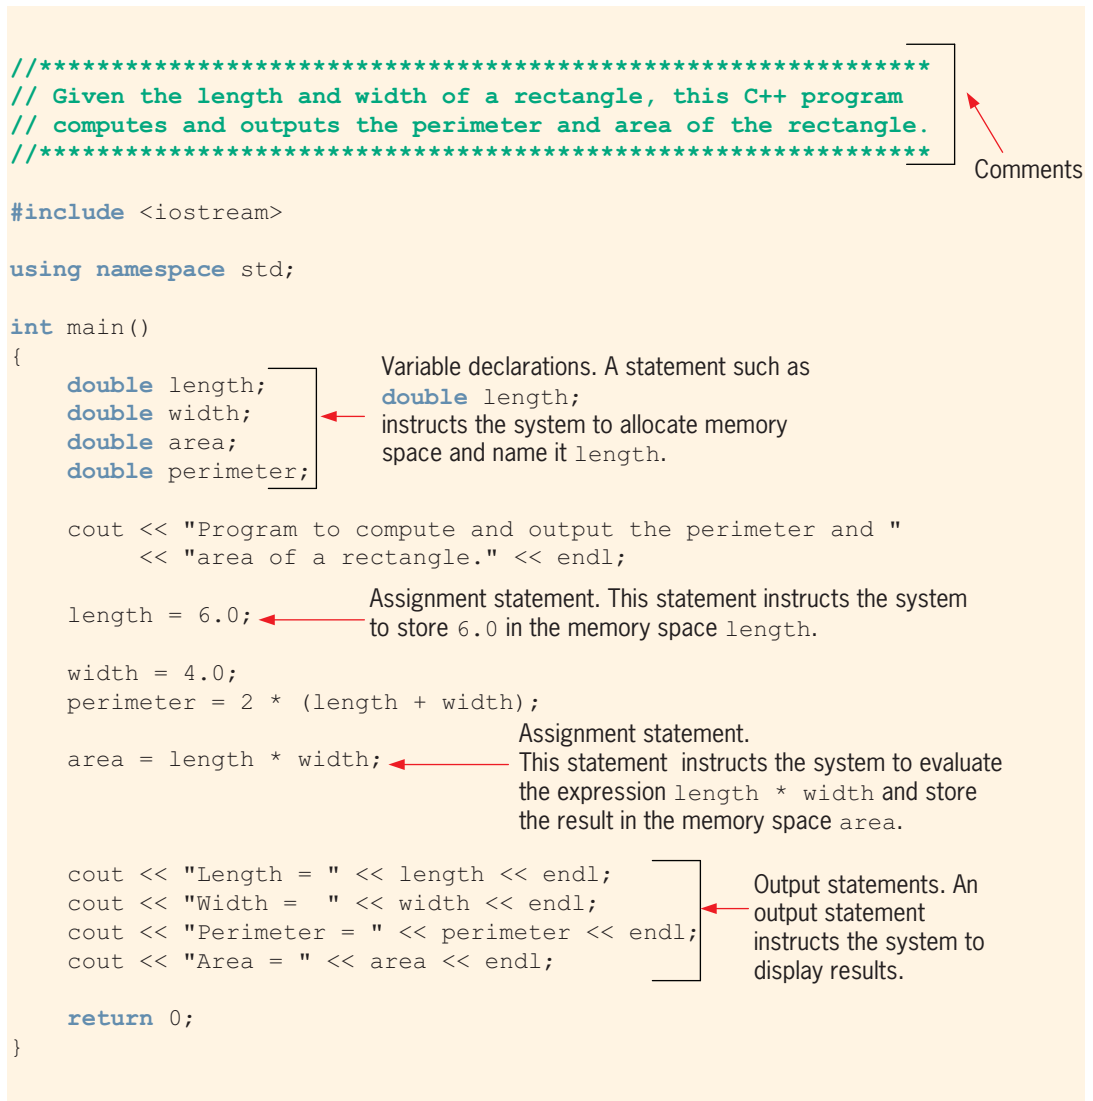 //**************************************************************
// Given the length and width of a rectangle, this C++ program
// computes and outputs the perimeter and area of the rectangle.
//**************************************************************
Comments
#include <iostream>
using namespace std;
int main()
{
double length;
double width;
double area;
double perimeter;
Variable declarations. A statement such as
double length;
instructs the system to allocate memory
space and name it length.
cout << "Program to compute and output the perimeter and "
<< "area of a rectangle." << endl;
length = 6.0;
Assignment statement. This statement instructs the system
to store 6.0 in the memory space length.
width = 4.0;
perimeter = 2 * (length + width);
area = length * width;
Assignment statement.
This statement instructs the system to evaluate
the expression length * width and store
the result in the memory space area.
cout << "Length = " << length << endl;
cout << "Width =  " << width << endl;
cout << "Perimeter = " << perimeter << endl;
cout << "Area = " << area << endl;
Output statements. An
output statement
instructs the system to
display results.
return 0;
}